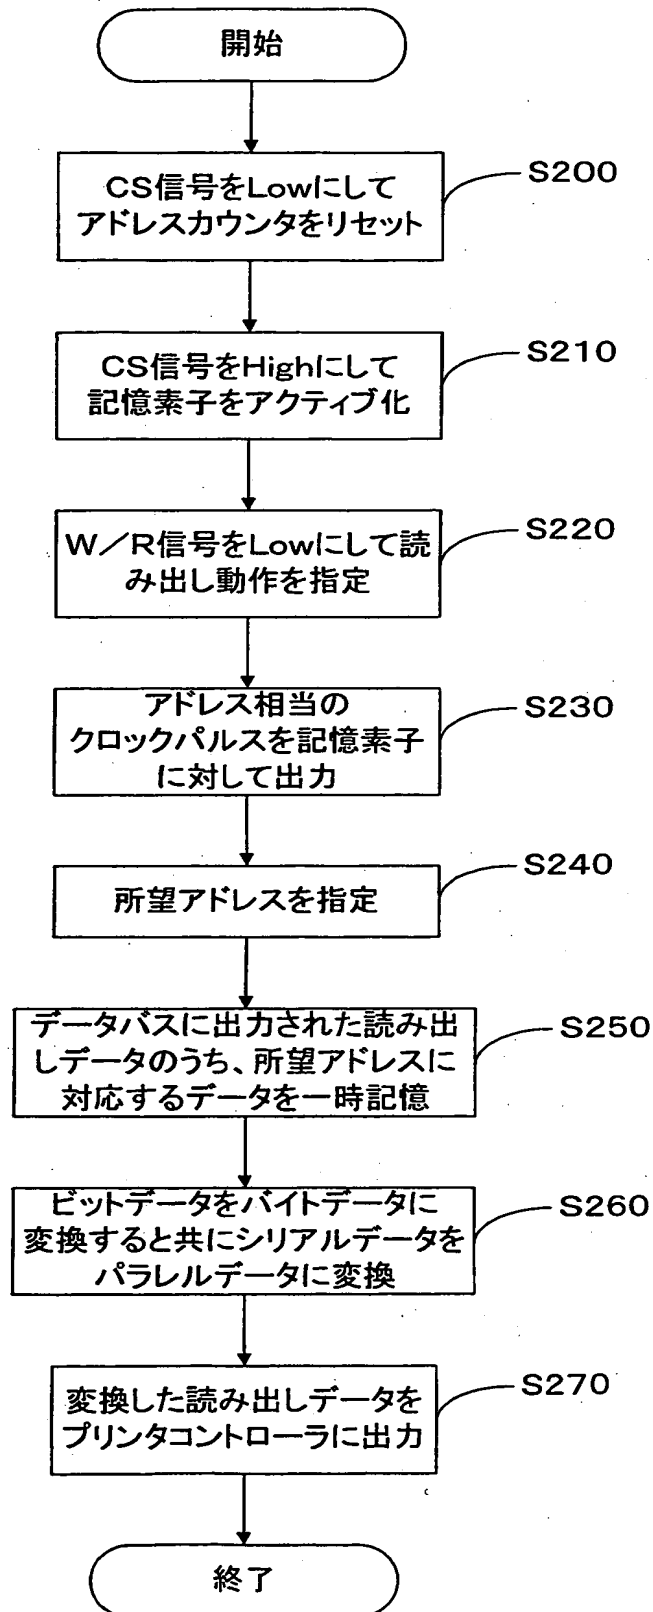 開始
CS信号をLowにして
アドレスカウンタをリセット
S200
CS信号をHighにして
記憶素子をアクティブ化
S210
W/R信号をLowにして読
み出し動作を指定
S220
アドレス相当の
クロックパルスを記憶素子
に対して出力
S230
所望アドレスを指定
S240
データバスに出力された読み出
しデータのうち、所望アドレスに
対応するデータを一時記憶
S250
ビットデータをバイトデータに
変換すると共にシリアルデータを
パラレルデータに変換
S260
変換した読み出しデータを
プリンタコントローラに出力
S270
終了